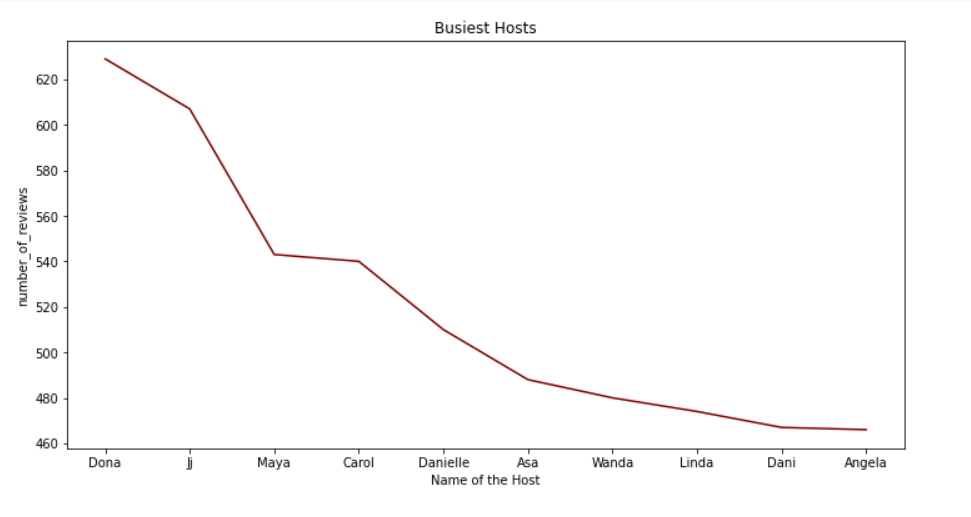 Busiest Hosts
number_of_reviews
620
600
580
560
540
520
500
480
460
Dona Jj Maya Carol Danielle Asa Wanda Linda Dani Angela
Name of the Host